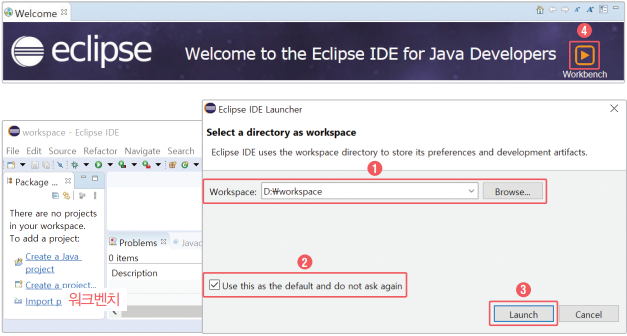 Welcome
eclipse
Welcome to the Eclipse IDE for Java Developers
4
Workbench
workspace - Eclipse IDE
File Edit Source Refactor Navigate Search
Package ...
There are no projects
in your workspace.
To add a project:
Create a Java
project
Create a project...
Import p
워크벤치
Problems
Javac
0 items
Description
Eclipse IDE Launcher
Select a directory as workspace
Eclipse IDE uses the workspace directory to store its preferences and development artifacts.
1
Workspace: D:₩workspace Browse...
2
Use this as the default and do not ask again
3
Launch Cancel